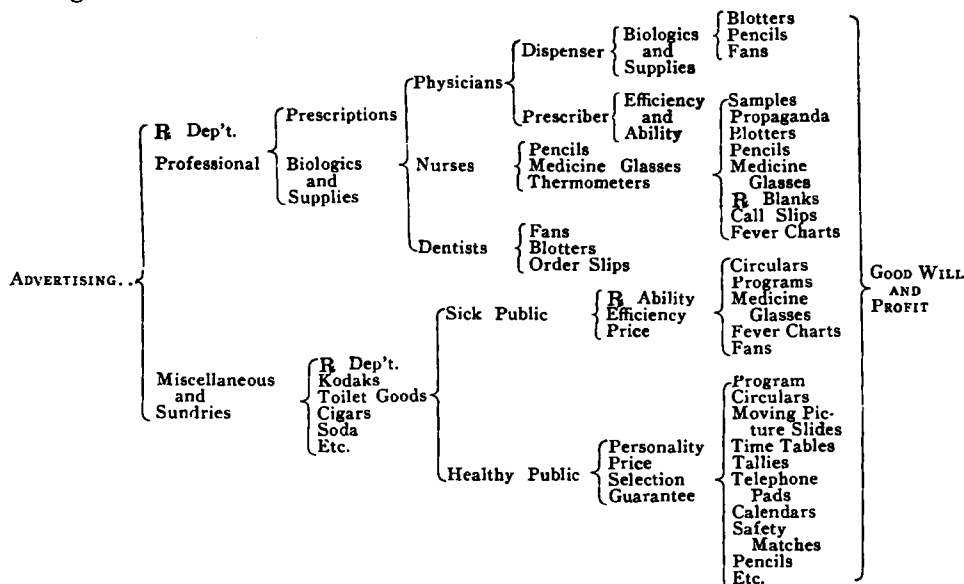 ADVERTISING..
℞ Dep't.
Professional
Prescriptions
Biologics
and
Supplies
Physicians
Dispenser
Biologics
and
Supplies
Blotters
Pencils
Fans
Prescriber
Efficiency
and
Ability
Nurses
Pencils
Medicine Glasses
Thermometers
Samples
Propaganda
Blotters
Pencils
Medicine
Glasses
℞ Blanks
Call Slips
Fever Charts
Dentists
Fans
Blotters
Order Slips
Miscellaneous
and
Sundries
℞ Dep't.
Kodaks
Toilet Goods
Cigars
Soda
Etc.
Sick Public
℞ Ability
Efficiency
Price
Circulars
Programs
Medicine
Glasses
Fever Charts
Fans
Healthy Public
Personality
Price
Selection
Guarantee
Program
Circulars
Moving Pic-
ture Slides
Time Tables
Tallies
Telephone
Pads
Calendars
Safety
Matches
Pencils
Etc.
GOOD WILL
AND
PROFIT